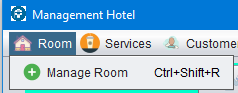 Management Hotel
Room Services Custome
Manage Room Ctrl+Shift+R